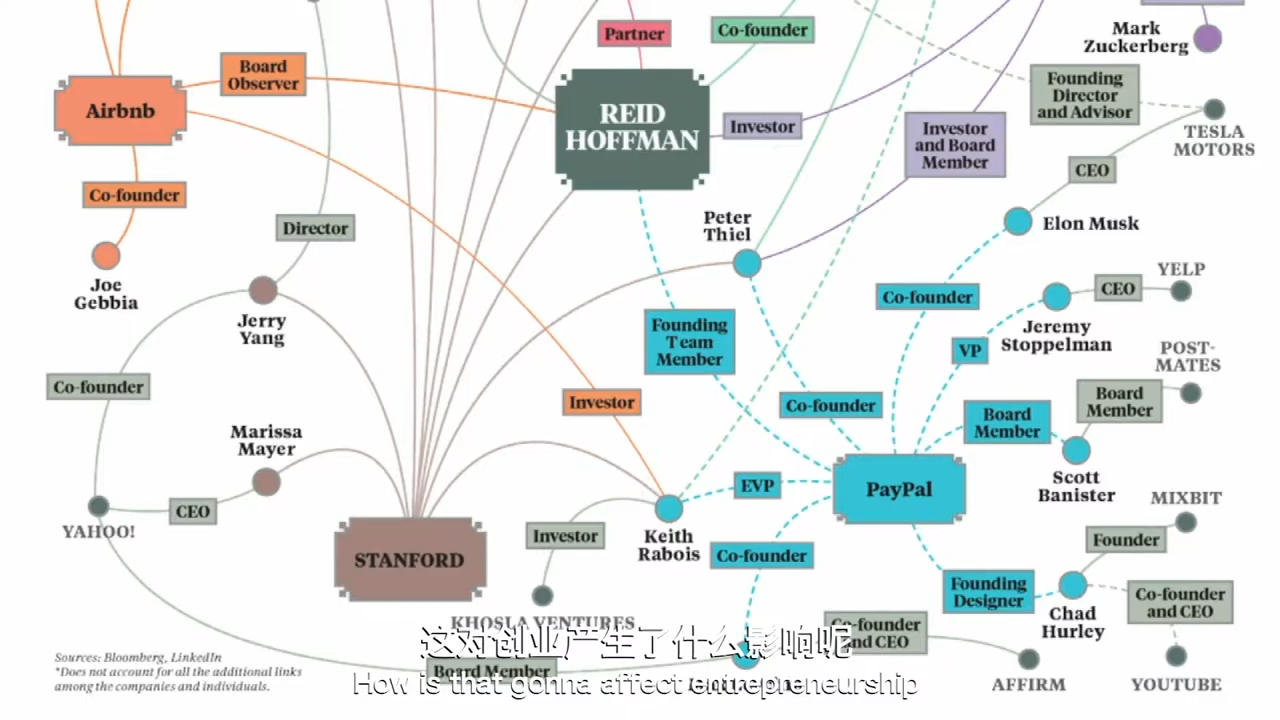 Partner
Co-founder
Mark
Zuckerberg
Board
Observer
Airbnb
REID
HOFFMAN
Founding
Director
and Advisor
Investor
Investor
and Board
Member
TESLA
MOTORS
CEO
Co-founder
Director
Peter
Thiel
Elon Musk
Joe
Gebbia
Jerry
Yang
Co-founder
YELP
CEO
Jeremy
Stoppelman
Founding
Team
Member
VP
POST-
MATES
Co-founder
Investor
Co-founder
Board
Member
Board
Member
Marissa
Mayer
Scott
Banister
PayPal
EVP
CEO
YAHOO!
MIXBIT
Keith
Rabois
Investor
Founder
STANFORD
Co-founder
Founding
Designer
Co-founder
and CEO
Chad
Hurley
KHOSLA VENTURES
Co-founder
and CEO
这对创业产生了什么影响呢
Sources: Bloomberg, LinkedIn
*Does not account for all the additional links
among the companies and individuals.
Board Member
How is that gonna affect entrepreneurship
AFFIRM
YOUTUBE